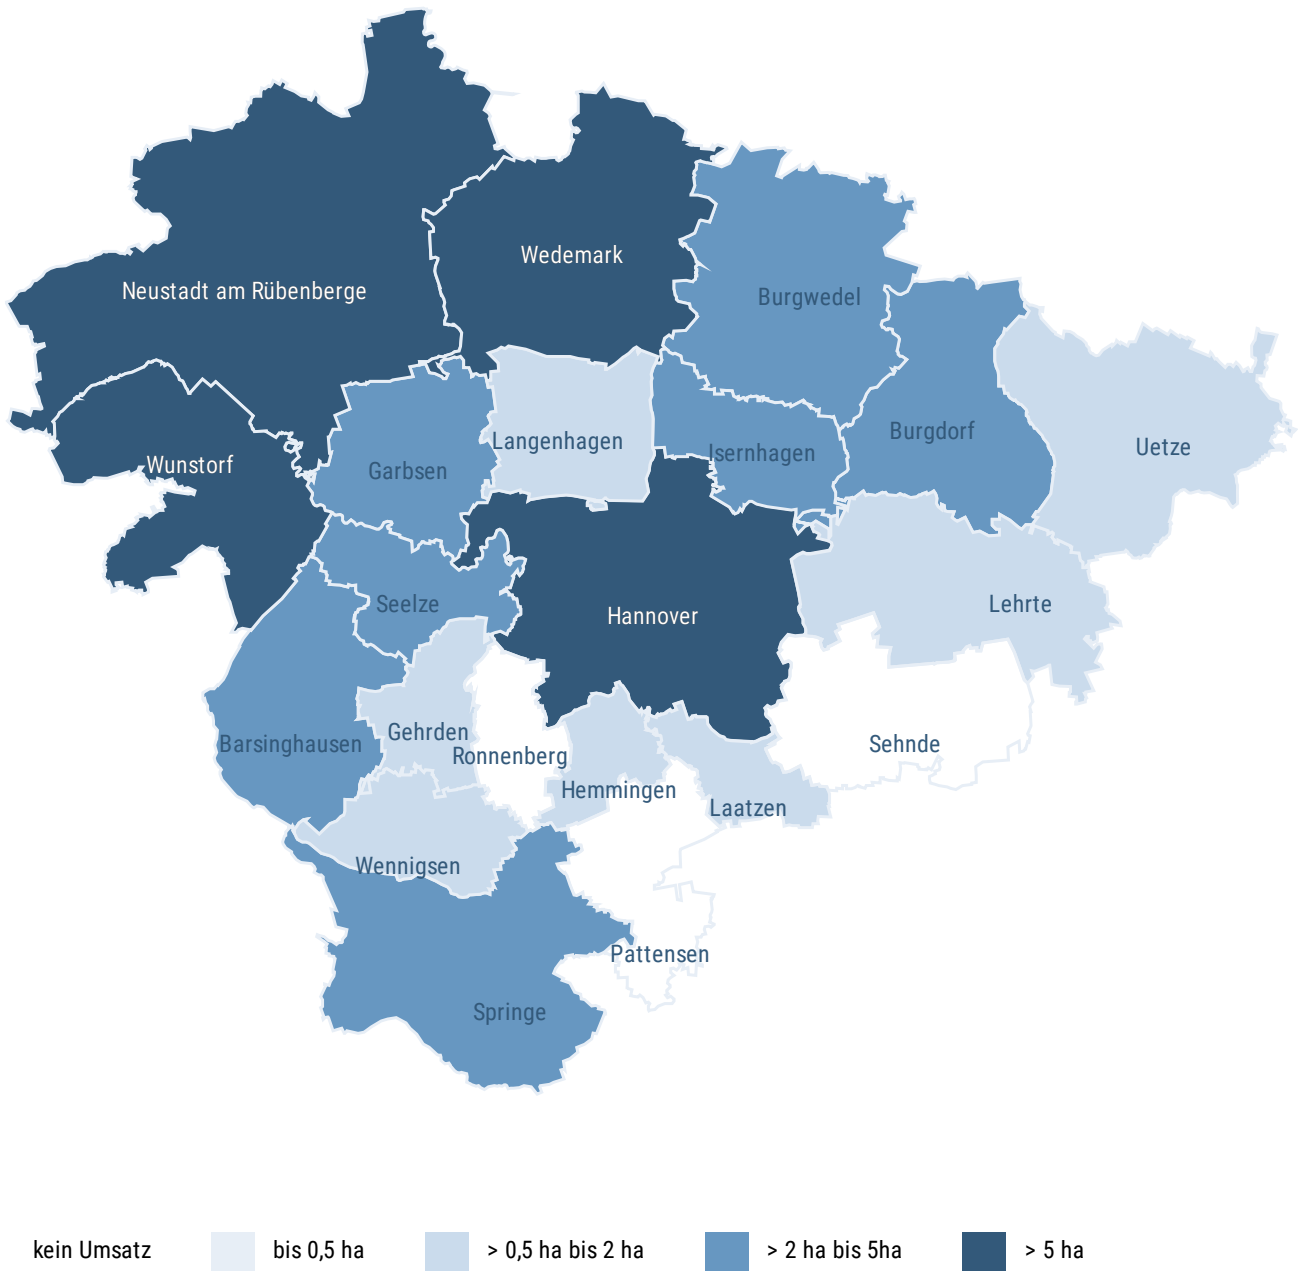 Wedemark
Neustadt am Rübenberge
Burgwedel
Burgdorf
Langenhagen
Uetze
Isernhagen
Wunstorf
Garbsen
Seelze
Lehrte
Hannover
Gehrden
Barsinghausen
Sehnde
Ronnenberg
Hemmingen
Laatzen
Wennigsen
Pattensen
Springe
kein Umsatz
bis 0,5 ha
> 0,5 ha bis 2 ha
> 2 ha bis 5ha
> 5 ha